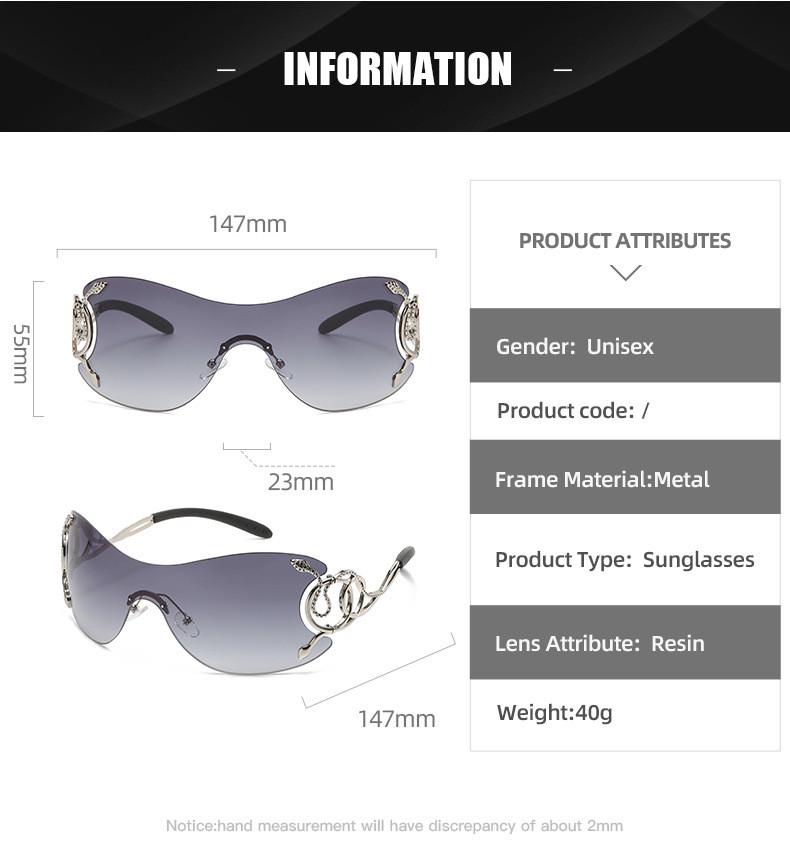 INFORMATION
147mm
55mm
23mm
147mm
PRODUCT ATTRIBUTES
Gender: Unisex
Product code: /
Frame Material:Metal
Product Type: Sunglasses
Lens Attribute: Resin
Weight:40g
Notice:hand measurement will have discrepancy of about 2mm